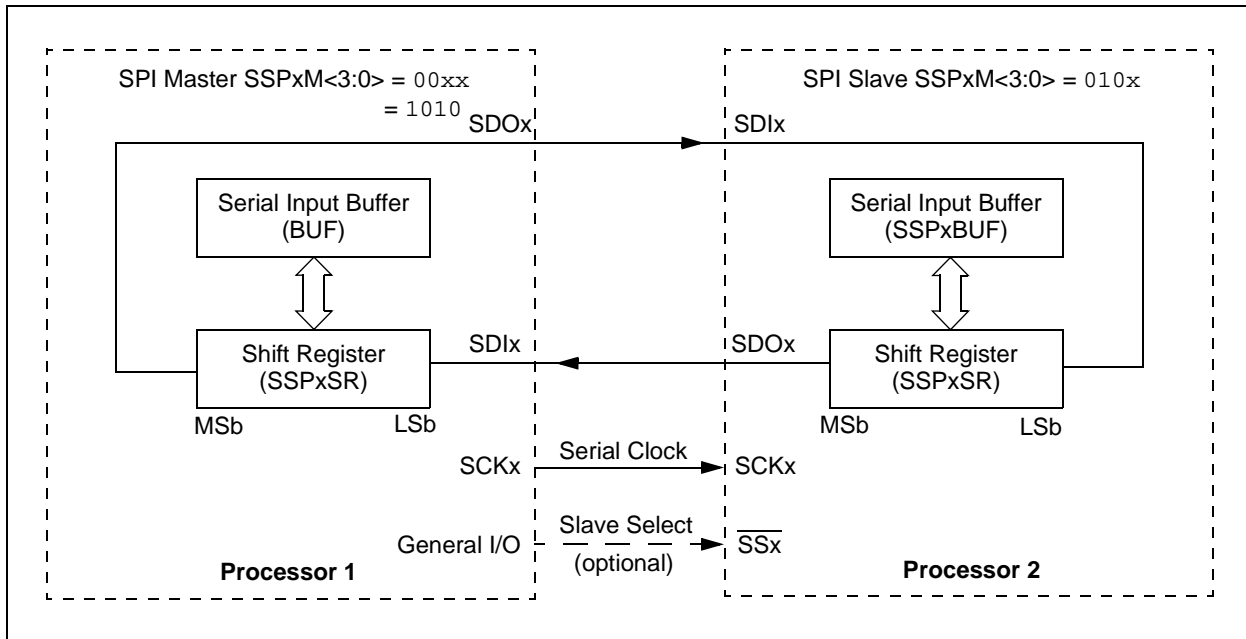 SPI Master SSPxM<3:0> = 00xx
= 1010
SPI Slave SSPxM<3:0> = 010x
SDOx
SDIx
Serial Input Buffer
(BUF)
Serial Input Buffer
(SSPxBUF)
Shift Register
(SSPxSR)
SDIx
SDOx
Shift Register
(SSPxSR)
MSb
LSb
MSb
LSb
SCKx
Serial Clock
SCKx
General I/O
Slave Select
(optional)
S̅S̅x̅
Processor 1
Processor 2